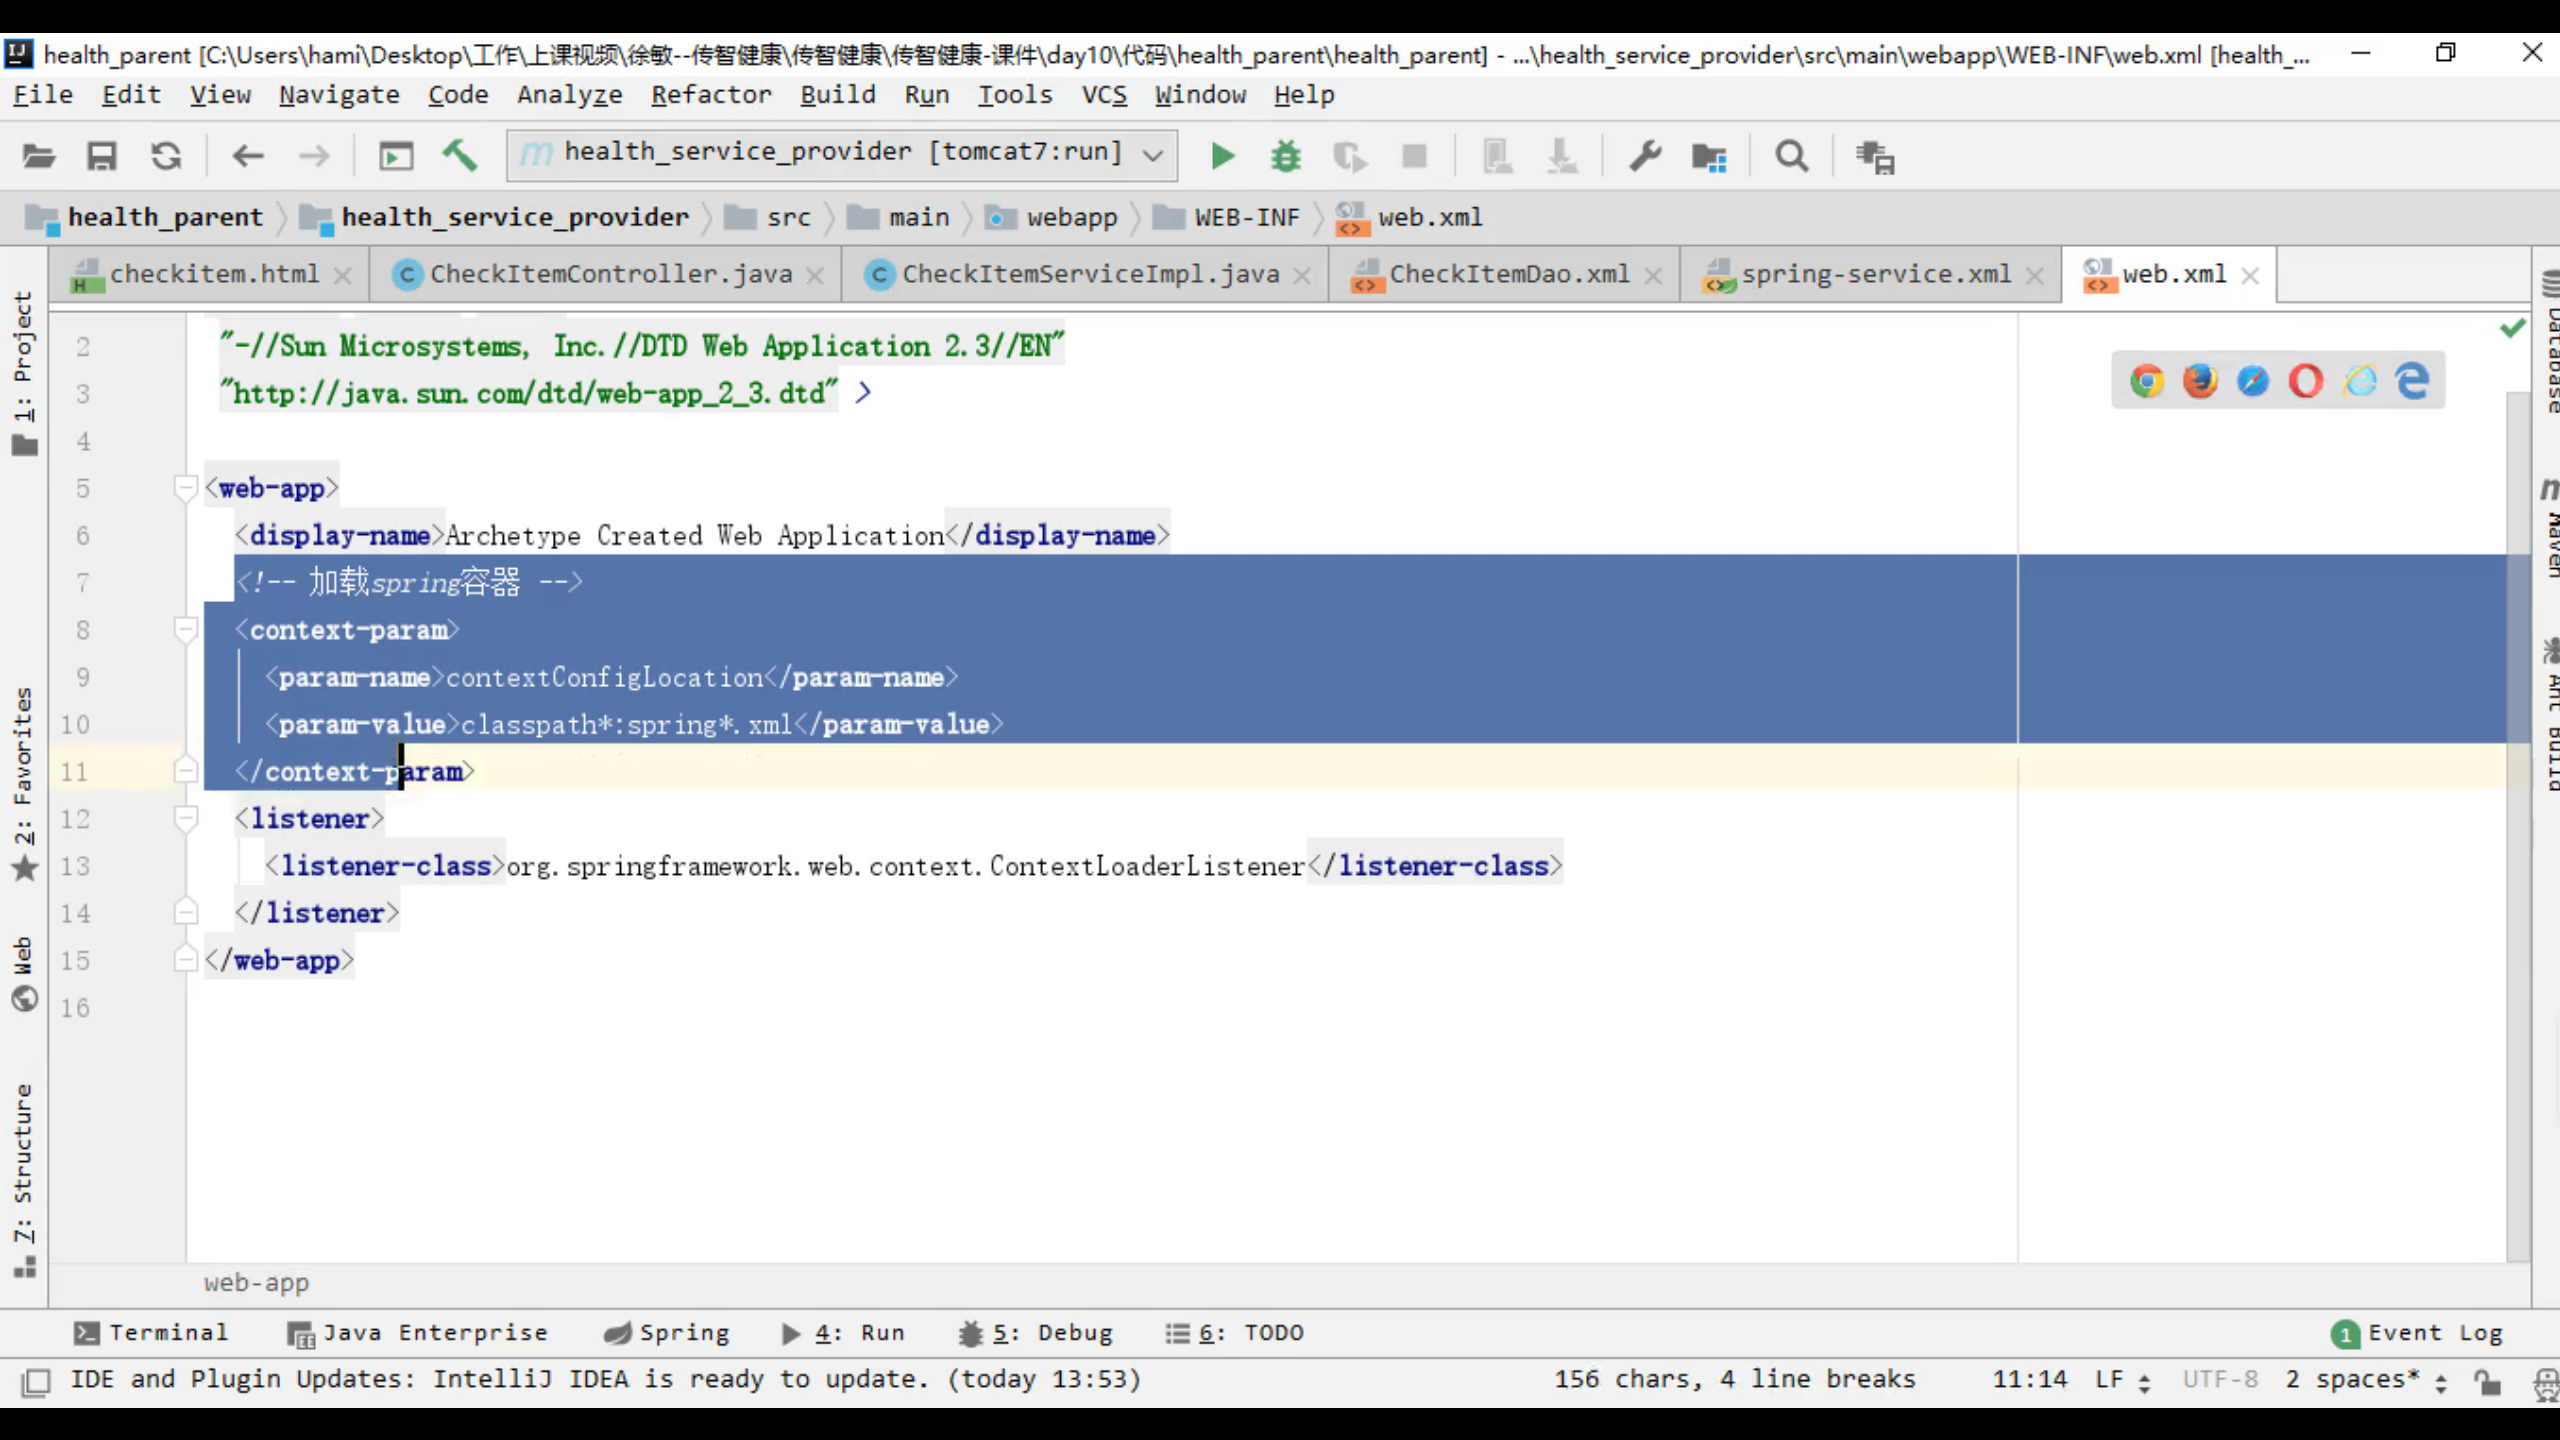 health_parent [C:\Users\hami\Desktop\工作\上课视频\徐敏--传智健康\传智健康\传智健康-课件\day10\代码\health_parent\health_parent] - ...\health_service_provider\src\main\webapp\WEB-INF\web.xml [health_...
File Edit View Navigate Code Analyze Refactor Build Run Tools VCS Window Help
health_service_provider [tomcat7:run]
health_parent health_service_provider src main webapp WEB-INF web.xml
checkitem.html CheckItemController.java CheckItemServiceImpl.java CheckItemDao.xml spring-service.xml web.xml
2 "-//Sun Microsystems, Inc.//DTD Web Application 2.3//EN"
3 "http://java.sun.com/dtd/web-app_2_3.dtd" >
4
5 <web-app>
6 <display-name>Archetype Created Web Application</display-name>
7 <!-- 加载spring容器 -->
8 <context-param>
9 <param-name>contextConfigLocation</param-name>
10 <param-value>classpath*:spring*.xml</param-value>
11 </context-param>
12 <listener>
13 <listener-class>org.springframework.web.context.ContextLoaderListener</listener-class>
14 </listener>
15 </web-app>
16
web-app
1: Project
2: Favorites
Web
7: Structure
Database
Maven
Ant Build
Terminal Java Enterprise Spring 4: Run 5: Debug 6: TODO 1 Event Log
IDE and Plugin Updates: IntelliJ IDEA is ready to update. (today 13:53) 156 chars, 4 line breaks 11:14 LF UTF-8 2 spaces*